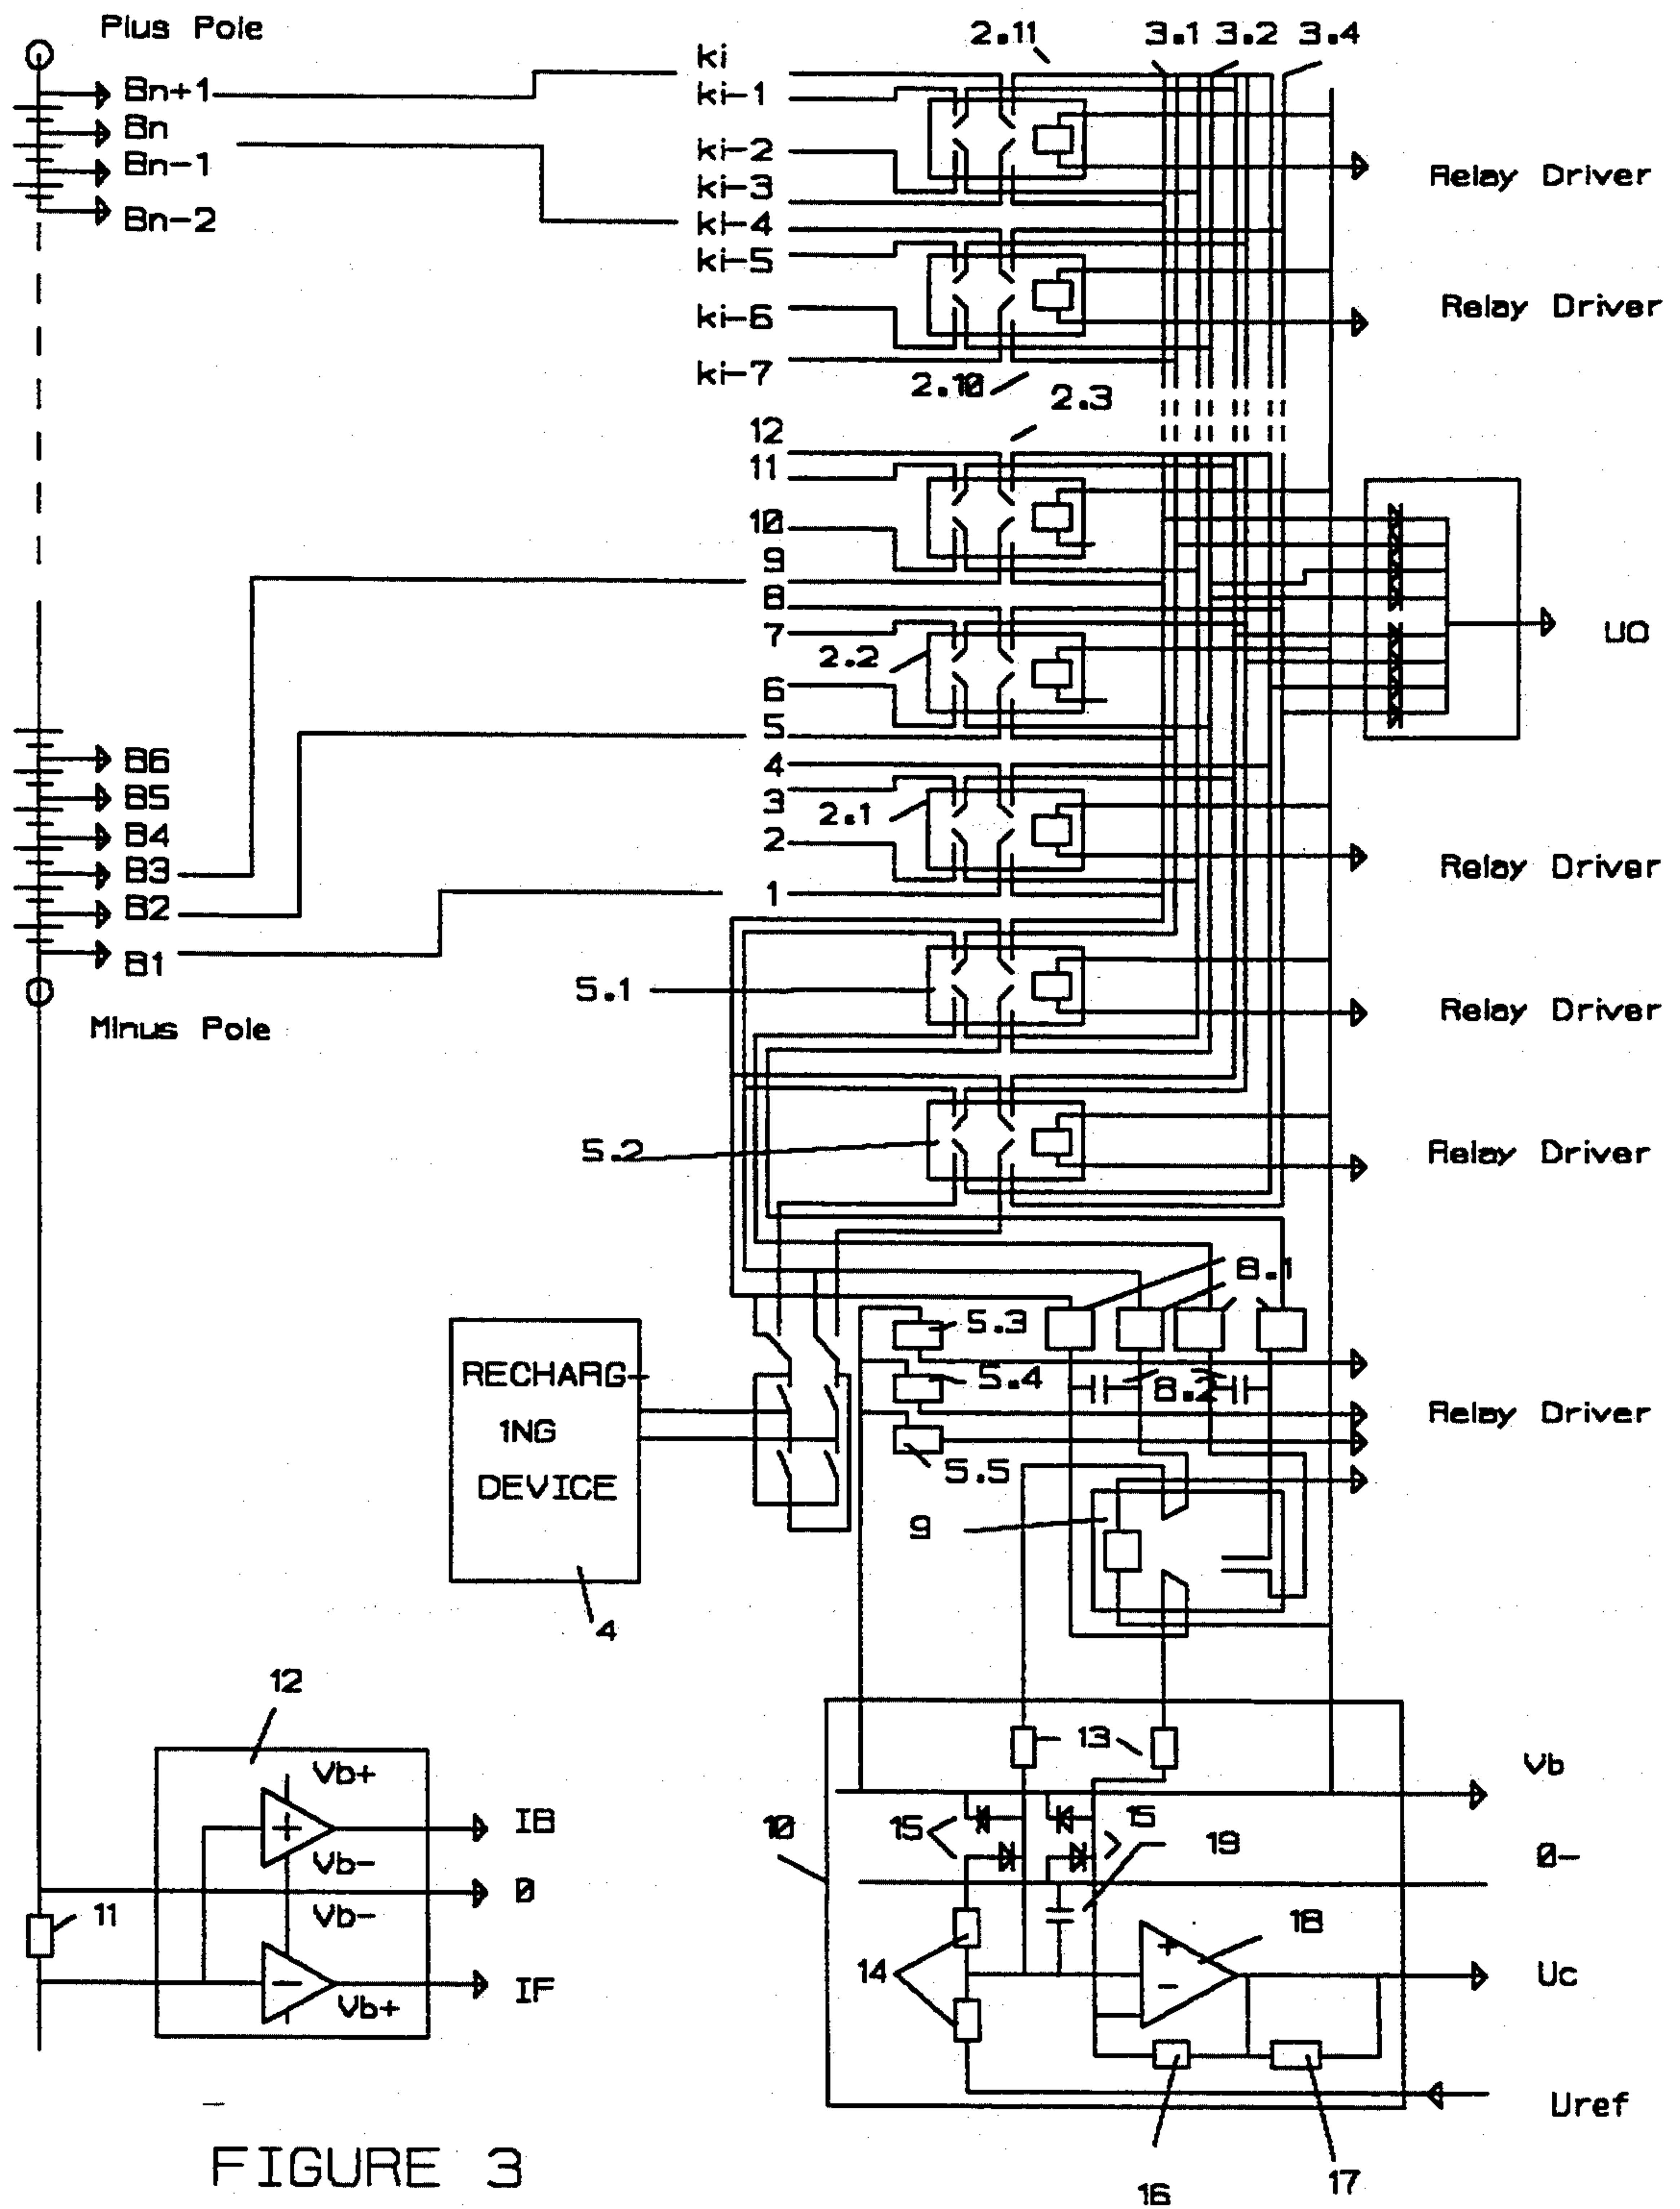 Plus Pole
Bn+1
Bn
Bn-1
Bn-2
ki
ki-1
ki-2
ki-3
ki-4
ki-5
ki-6
ki-7
2.11
3.1 3.2 3.4
Relay Driver
Relay Driver
2.10
2.3
12
11
10
9
8
7
6
5
4
3
2
1
2.2
2.1
UO
B6
B5
B4
B3
B2
B1
Minus Pole
Relay Driver
5.1
Relay Driver
5.2
Relay Driver
8.1
5.3
5.4
8.2
5.5
Relay Driver
RECHARG-
1NG
DEVICE
4
9
12
Vb+
IB
Vb-
0
Vb-
11
IF
Vb+
13
Vb
10
15
15
19
0-
18
+
-
14
Uc
16
17
Uref
FIGURE 3